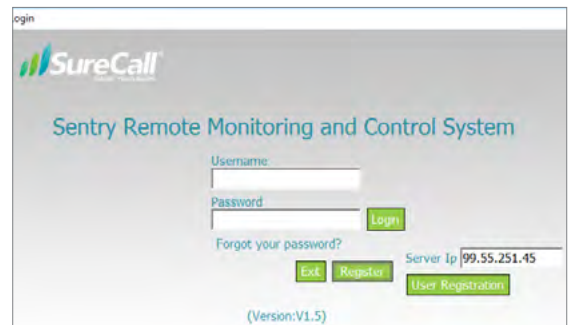 ogin
SureCall
Sentry Remote Monitoring and Control System
Username
Password
Login
Forgot your password?
Server Ip 99.55.251.45
Exit Register
User Registration
(Version:V1.5)